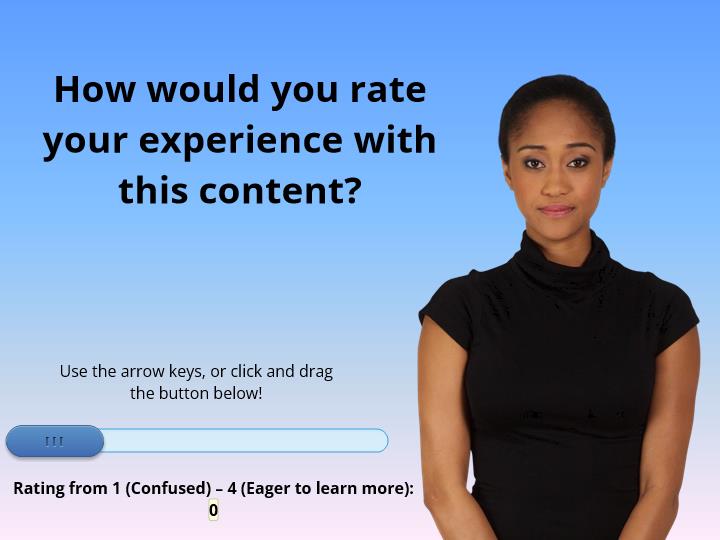 How would you rate
your experience with
this content?
Use the arrow keys, or click and drag
the button below!
Rating from 1 (Confused) – 4 (Eager to learn more):
0